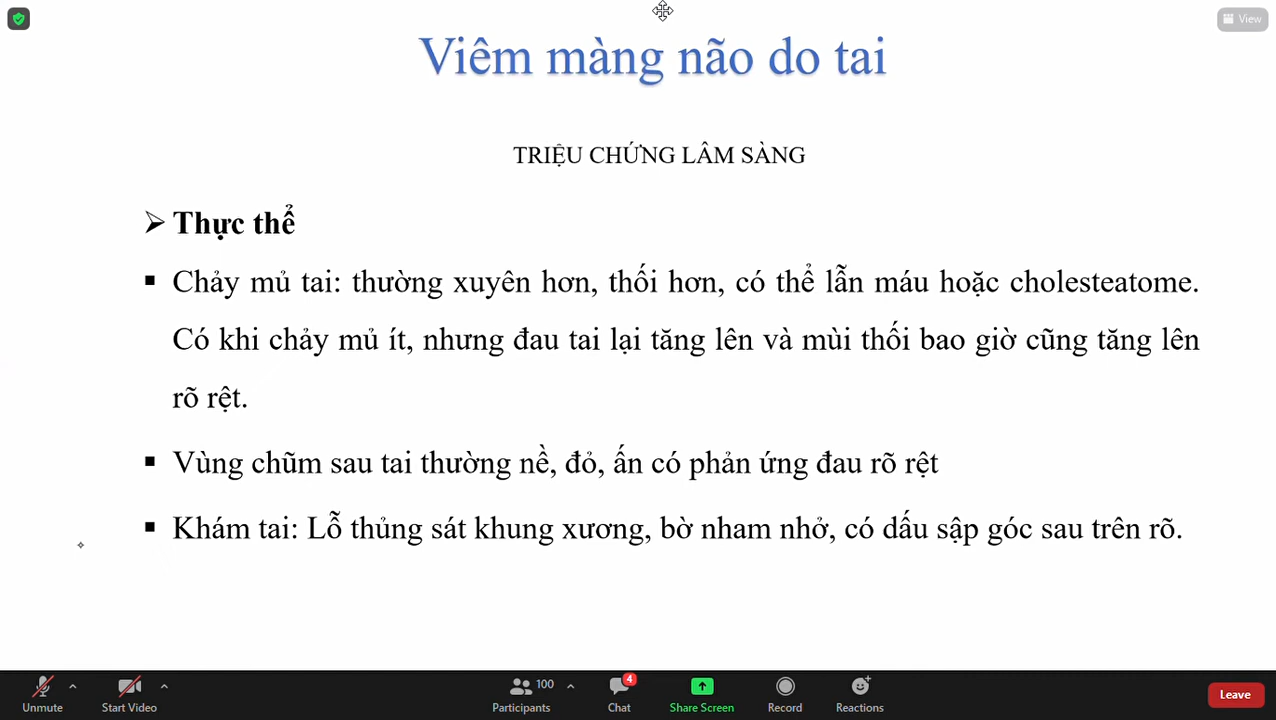 View
Viêm màng não do tai
TRIỆU CHỨNG LÂM SÀNG
Thực thể
Chảy mủ tai: thường xuyên hơn, thối hơn, có thể lẫn máu hoặc cholesteatome.
Có khi chảy mủ ít, nhưng đau tai lại tăng lên và mùi thối bao giờ cũng tăng lên
rõ rệt.
Vùng chũm sau tai thường nề, đỏ, ấn có phản ứng đau rõ rệt
Khám tai: Lỗ thủng sát khung xương, bờ nham nhở, có dấu sập góc sau trên rõ.
Unmute
Start Video
100
Participants
4
Chat
Share Screen
Record
Reactions
Leave